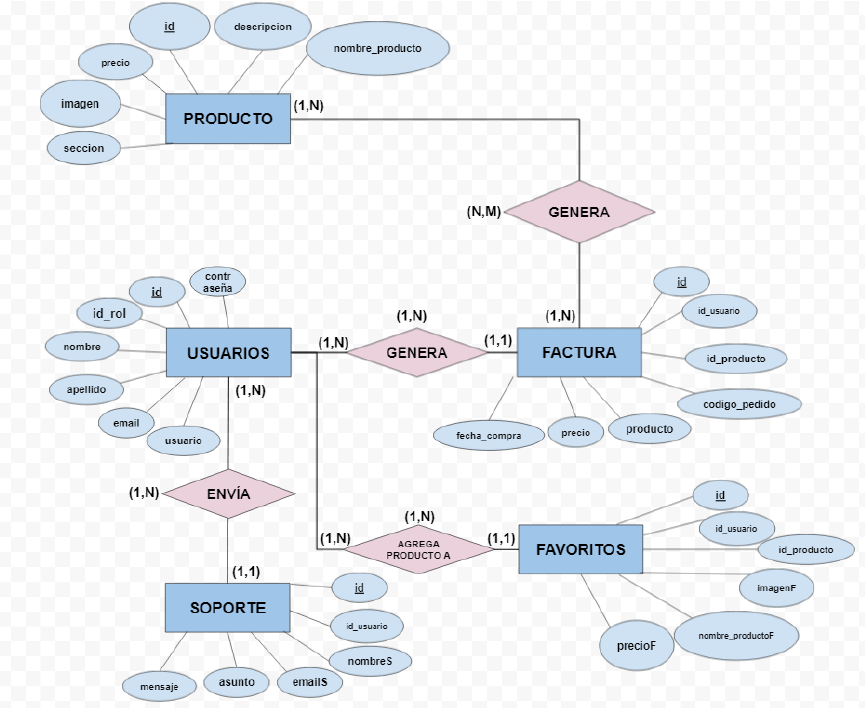 id
descripcion
nombre_producto
precio
imagen
seccion
PRODUCTO
(1,N)
(N,M)
GENERA
contr
aseña
id
id_rol
nombre
apellido
email
usuario
USUARIOS
(1,N)
(1,N)
(1,N)
GENERA
(1,1)
(1,N)
FACTURA
id
id_usuario
id_producto
codigo_pedido
fecha_compra
precio
producto
(1,N)
ENVÍA
(1,1)
(1,N)
(1,N)
AGREGA
PRODUCTO A
(1,1)
FAVORITOS
id
id_usuario
id_producto
imagenF
nombre_productoF
precioF
SOPORTE
id
id_usuario
nombreS
emailS
asunto
mensaje